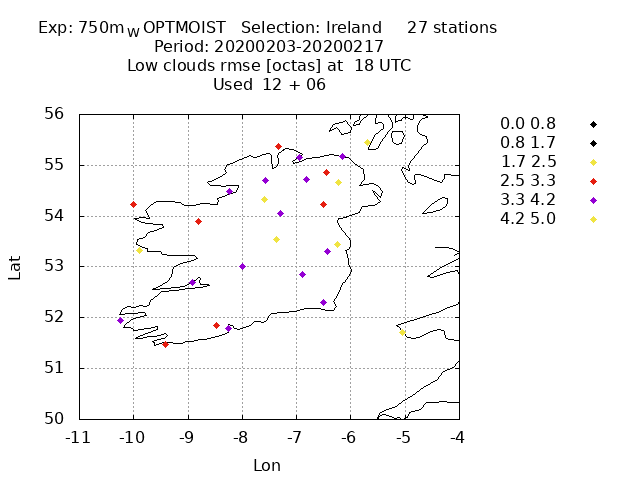 Exp: 750mW OPTMOIST   Selection: Ireland     27 stations
Period: 20200203-20200217
Low clouds rmse [octas] at  18 UTC
Used  12 + 06
56
55
54
53
52
51
50
-11 -10 -9 -8 -7 -6 -5 -4
Lat
Lon
0.0 0.8
0.8 1.7
1.7 2.5
2.5 3.3
3.3 4.2
4.2 5.0